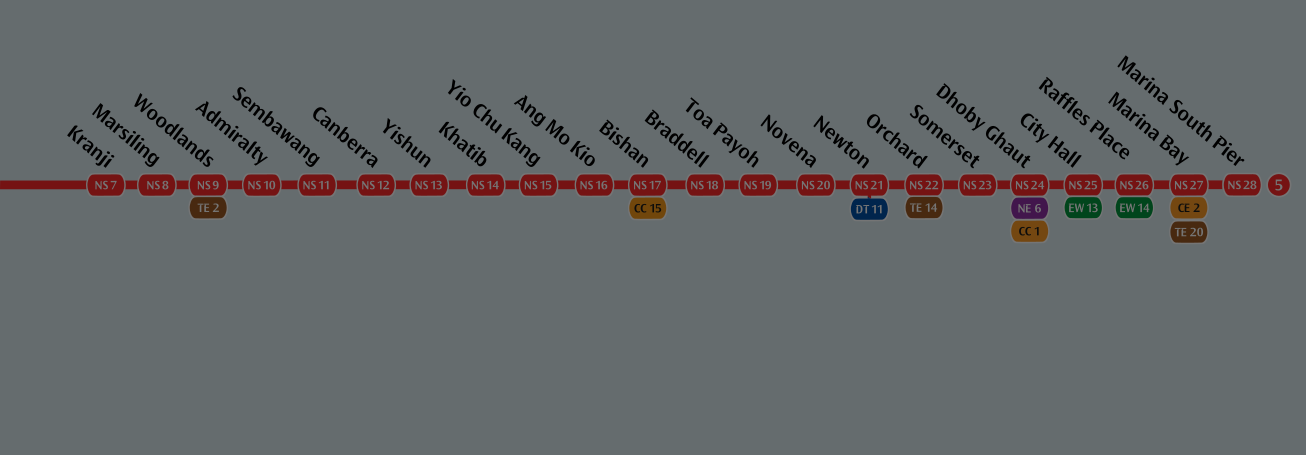 Kranji
Marsiling
Woodlands
Admiralty
Sembawang
Canberra
Yishun
Khatib
Yio Chu Kang
Ang Mo Kio
Bishan
Braddell
Toa Payoh
Novena
Newton
Orchard
Somerset
Dhoby Ghaut
City Hall
Raffles Place
Marina Bay
Marina South Pier
NS 7 NS 8 NS 9 NS 10 NS 11 NS 12 NS 13 NS 14 NS 15 NS 16 NS 17 NS 18 NS 19 NS 20 NS 21 NS 22 NS 23 NS 24 NS 25 NS 26 NS 27 NS 28 5
TE 2 CC 15 DT 11 TE 14 NE 6 EW 13 EW 14 CE 2
CC 1 TE 20